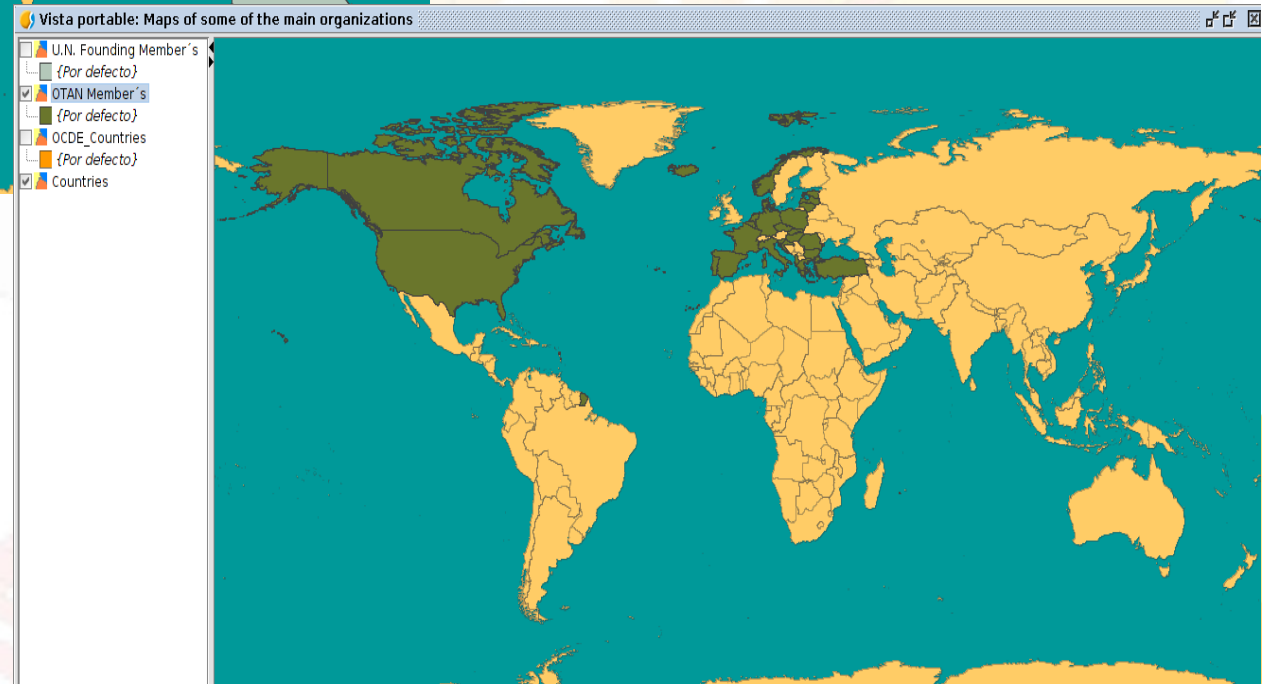 Vista portable: Maps of some of the main organizations
U.N. Founding Member´s
{Por defecto}
OTAN Member´s
{Por defecto}
OCDE_Countries
{Por defecto}
Countries